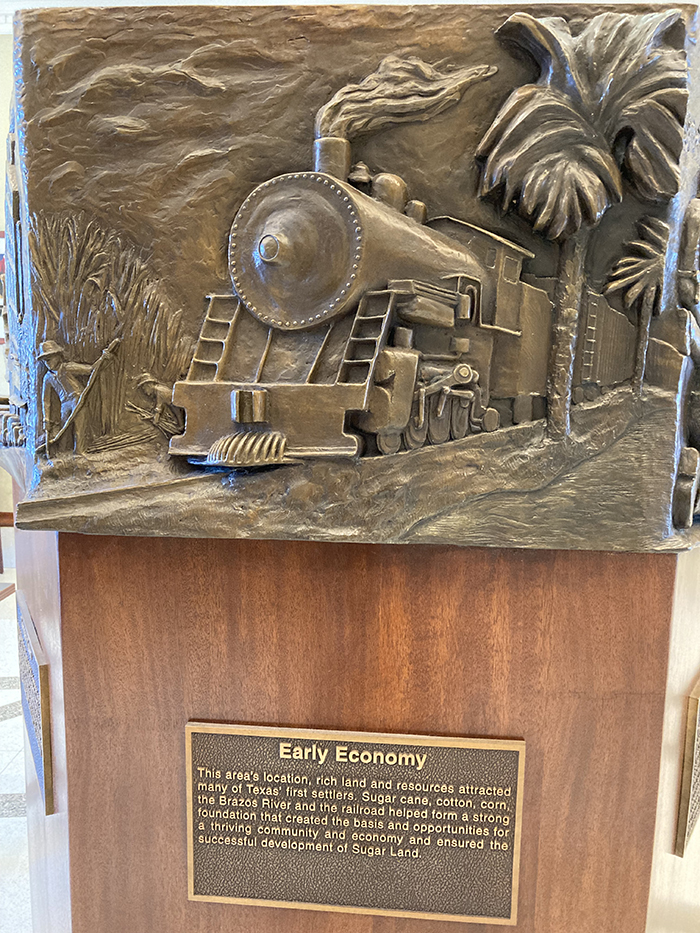 Early Economy
This area's location, rich land and resources attracted
many of Texas' first settlers. Sugar cane, cotton, corn,
the Brazos River and the railroad helped form a strong
foundation that created the basis and opportunities for
a thriving community and economy and ensured the
successful development of Sugar Land.